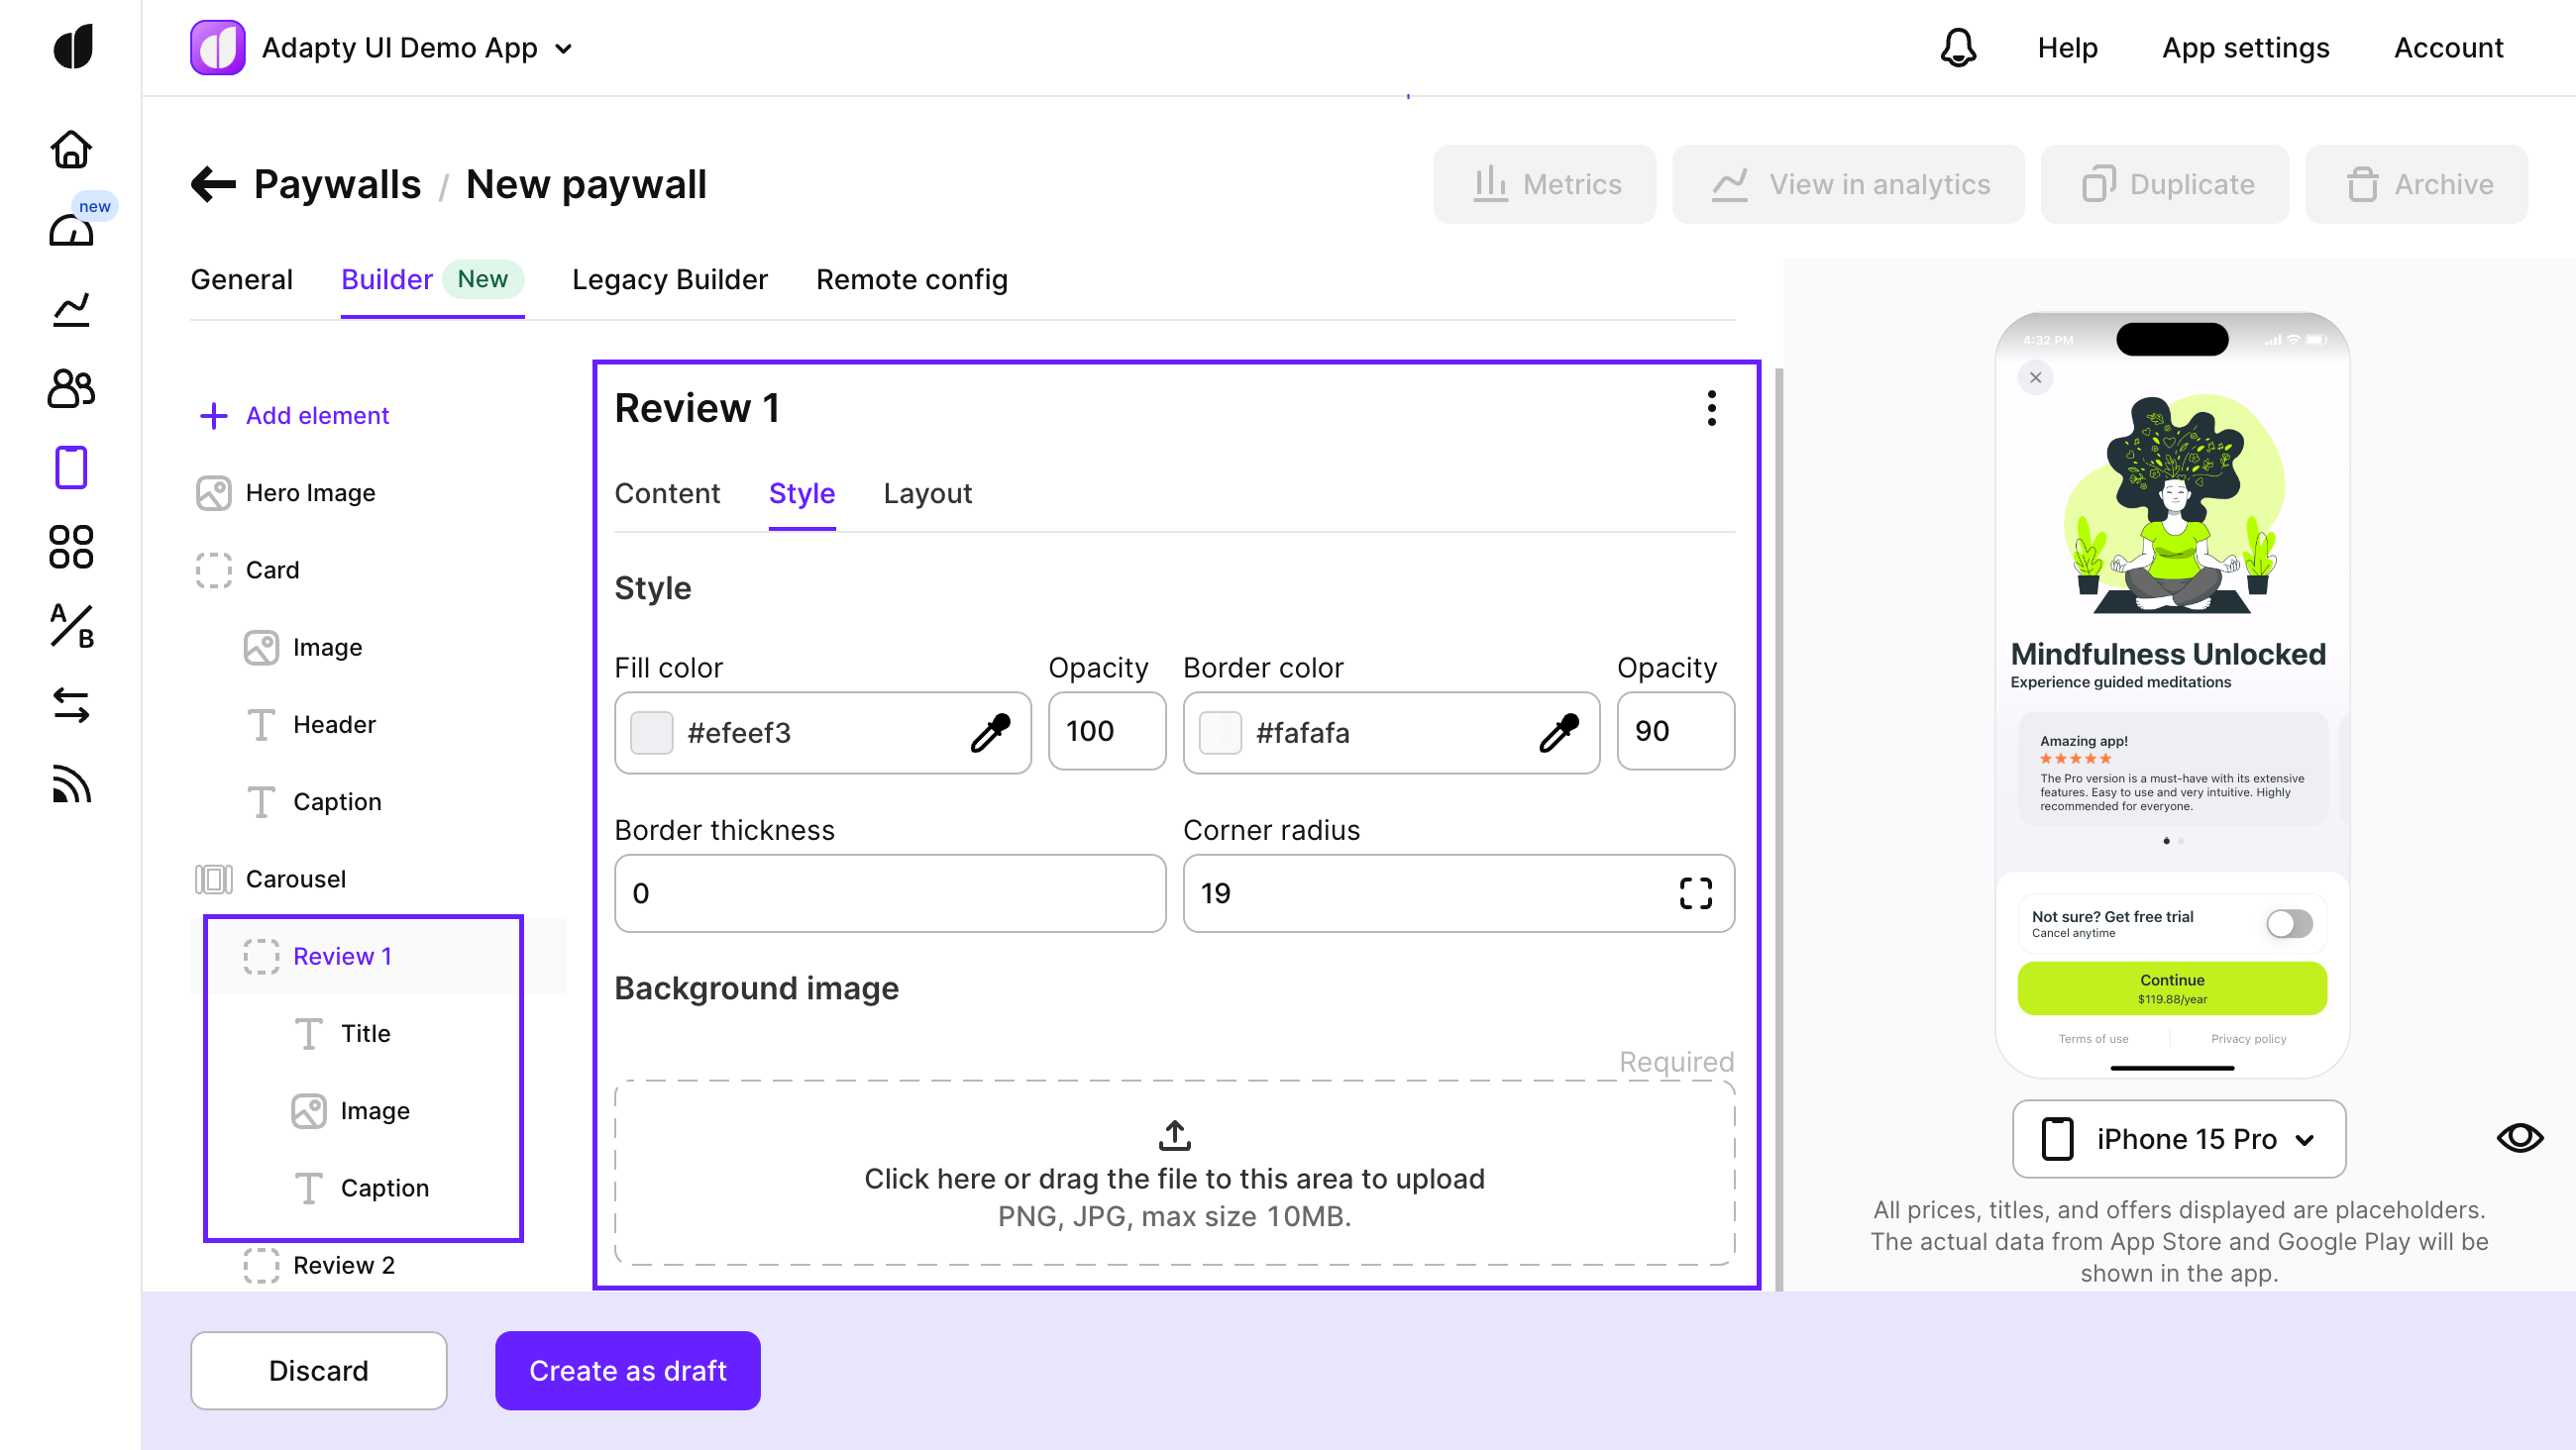 Adapty UI Demo App
Help
App settings
Account
new
Paywalls / New paywall
Metrics
View in analytics
Duplicate
Archive
General
Builder New
Legacy Builder
Remote config
Add element
Hero Image
Card
Image
Header
Caption
Carousel
Review 1
Title
Image
Caption
Review 2
Review 1
Content
Style
Layout
Style
Fill color
Opacity
Border color
Opacity
#efeef3
100
#fafafa
90
Border thickness
Corner radius
0
19
Background image
Required
Click here or drag the file to this area to upload
PNG, JPG, max size 10MB.
4:32 PM
Mindfulness Unlocked
Experience guided meditations
Amazing app!
The Pro version is a must-have with its extensive
features. Easy to use and very intuitive. Highly
recommended for everyone.
Not sure? Get free trial
Cancel anytime
Continue
$119.88/year
Terms of use
Privacy policy
iPhone 15 Pro
All prices, titles, and offers displayed are placeholders.
The actual data from App Store and Google Play will be
shown in the app.
A/B
Discard
Create as draft